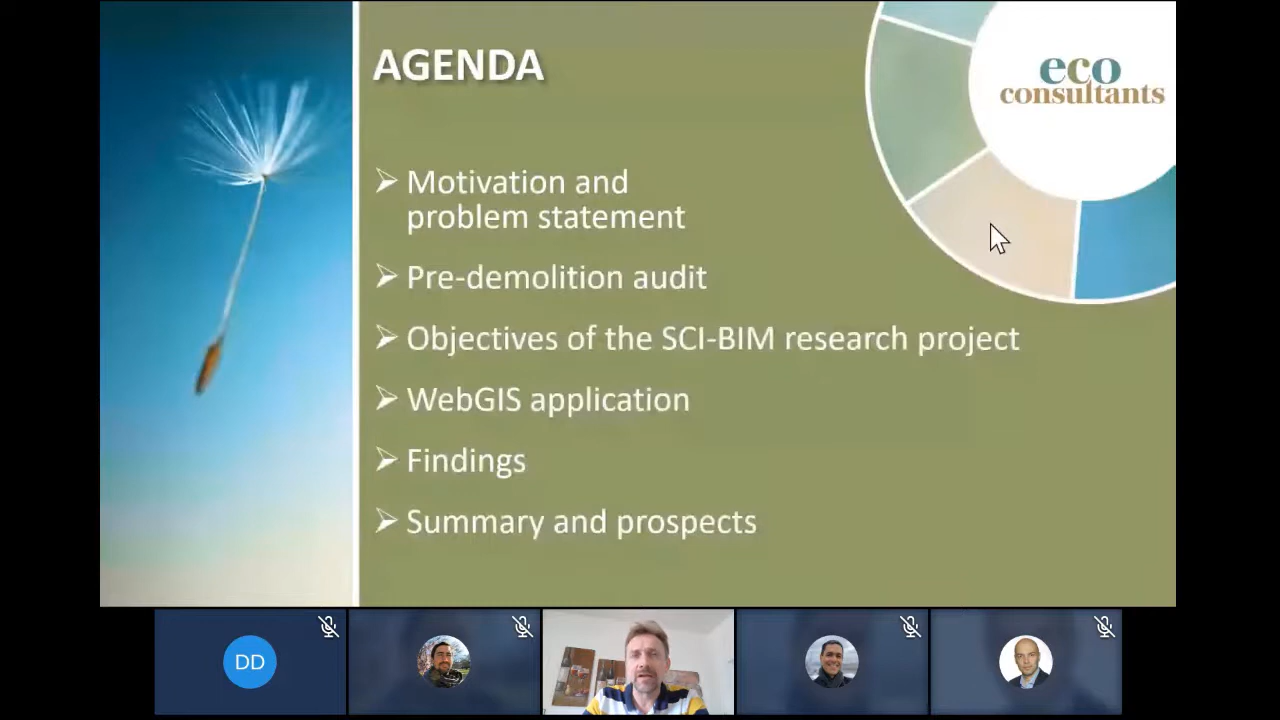 AGENDA
eco
consultants
Motivation and
problem statement
Pre-demolition audit
Objectives of the SCI-BIM research project
WebGIS application
Findings
Summary and prospects
DD